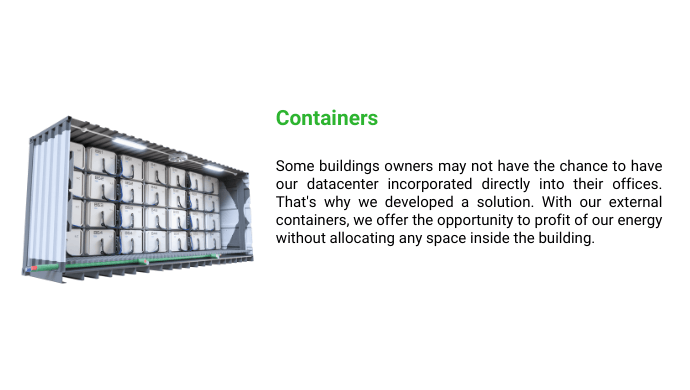 Containers
Some buildings owners may not have the chance to have
our datacenter incorporated directly into their offices.
That's why we developed a solution. With our external
containers, we offer the opportunity to profit of our energy
without allocating any space inside the building.